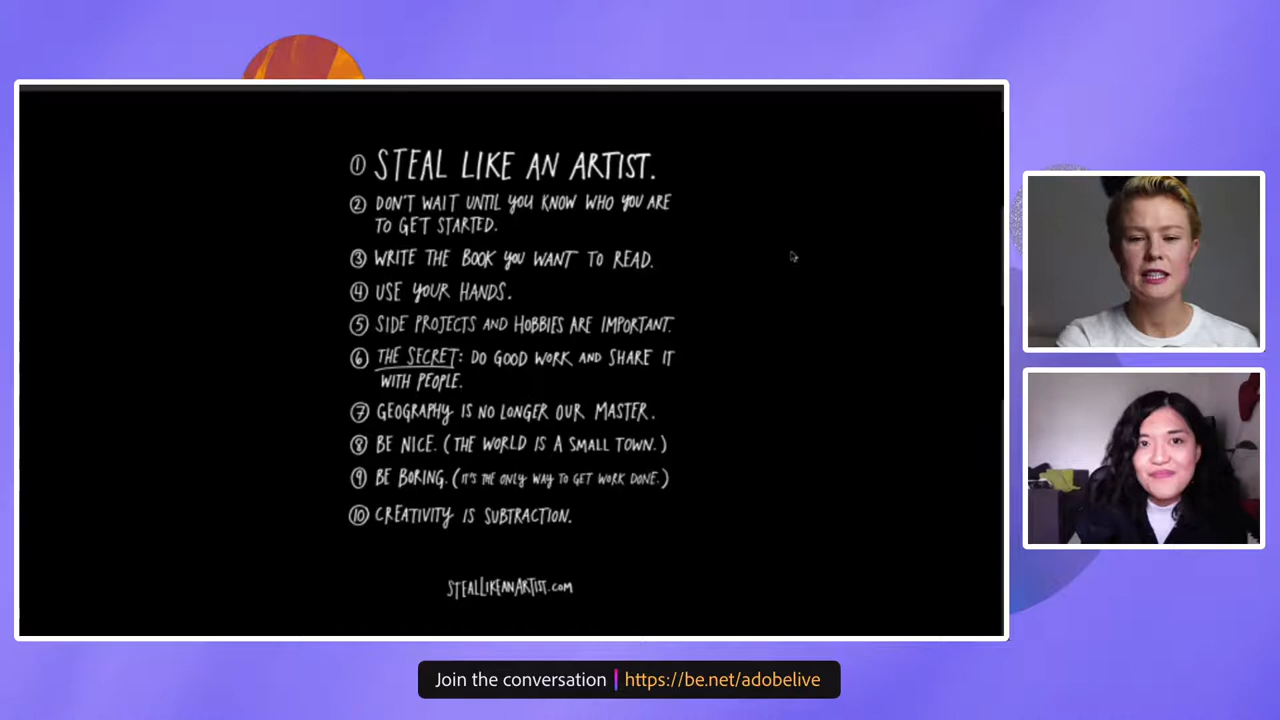 ① STEAL LIKE AN ARTIST.
② DON'T WAIT UNTIL YOU KNOW WHO YOU ARE
TO GET STARTED.
③ WRITE THE BOOK YOU WANT TO READ.
④ USE YOUR HANDS.
⑤ SIDE PROJECTS AND HOBBIES ARE IMPORTANT.
⑥ THE SECRET: DO GOOD WORK AND SHARE IT
WITH PEOPLE.
⑦ GEOGRAPHY IS NO LONGER OUR MASTER.
⑧ BE NICE. (THE WORLD IS A SMALL TOWN.)
⑨ BE BORING. (IT'S THE ONLY WAY TO GET WORK DONE.)
⑩ CREATIVITY IS SUBTRACTION.
STEALLIKEANARTIST.COM
Join the conversation | https://be.net/adobelive